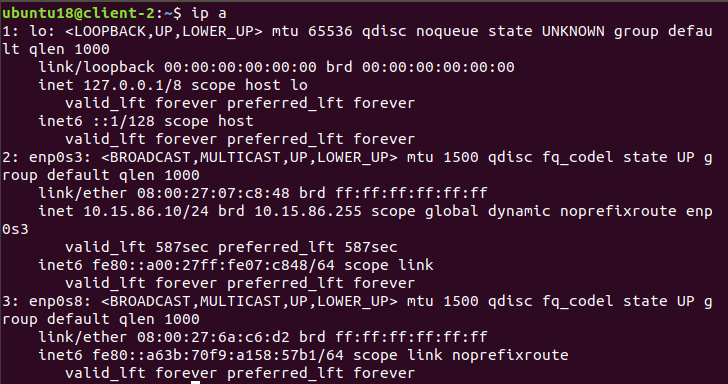 ubuntu18@client-2:~$ ip a
1: lo: <LOOPBACK,UP,LOWER_UP> mtu 65536 qdisc noqueue state UNKNOWN group defau
lt qlen 1000
    link/loopback 00:00:00:00:00:00 brd 00:00:00:00:00:00
    inet 127.0.0.1/8 scope host lo
       valid_lft forever preferred_lft forever
    inet6 ::1/128 scope host
       valid_lft forever preferred_lft forever
2: enp0s3: <BROADCAST,MULTICAST,UP,LOWER_UP> mtu 1500 qdisc fq_codel state UP g
roup default qlen 1000
    link/ether 08:00:27:07:c8:48 brd ff:ff:ff:ff:ff:ff
    inet 10.15.86.10/24 brd 10.15.86.255 scope global dynamic noprefixroute enp
0s3
       valid_lft 587sec preferred_lft 587sec
    inet6 fe80::a00:27ff:fe07:c848/64 scope link
       valid_lft forever preferred_lft forever
3: enp0s8: <BROADCAST,MULTICAST,UP,LOWER_UP> mtu 1500 qdisc fq_codel state UP g
roup default qlen 1000
    link/ether 08:00:27:6a:c6:d2 brd ff:ff:ff:ff:ff:ff
    inet6 fe80::a63b:70f9:a158:57b1/64 scope link noprefixroute
       valid_lft forever preferred_lft forever